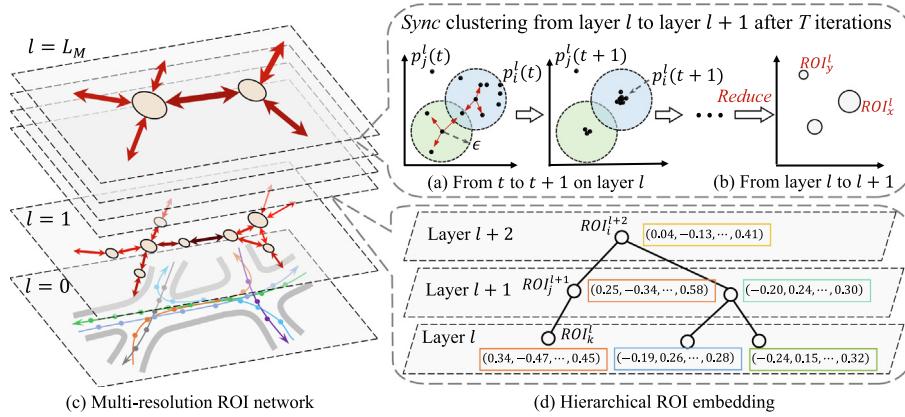 Sync clustering from layer l to layer l + 1 after T iterations
p_j^l(t)
p_i^l(t)
ϵ
p_j^l(t + 1)
p_i^l(t + 1)
Reduce
ROI_y^l
ROI_x^l
(a) From t to t + 1 on layer l
(b) From layer l to l + 1
l = L_M
l = 1
l = 0
(c) Multi-resolution ROI network
Layer l + 2
ROI_i^{l+2}
(0.04, −0.13, ⋯, 0.41)
Layer l + 1
ROI_j^{l+1}
(0.25, −0.34, ⋯, 0.58)
(−0.20, 0.24, ⋯, 0.30)
Layer l
ROI_k^l
(0.34, −0.47, ⋯, 0.45)
(−0.19, 0.26, ⋯, 0.28)
(−0.24, 0.15, ⋯, 0.32)
(d) Hierarchical ROI embedding